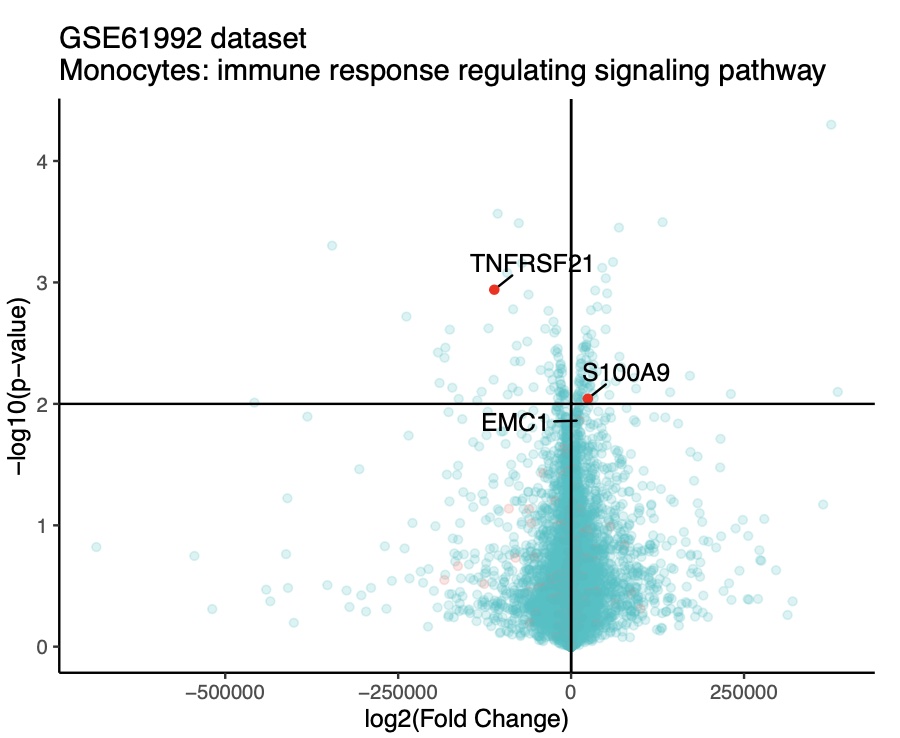 GSE61992 dataset
Monocytes: immune response regulating signaling pathway
−log10(p−value)
4
3
2
1
0
TNFRSF21
S100A9
EMC1
−500000
−250000
0
250000
log2(Fold Change)